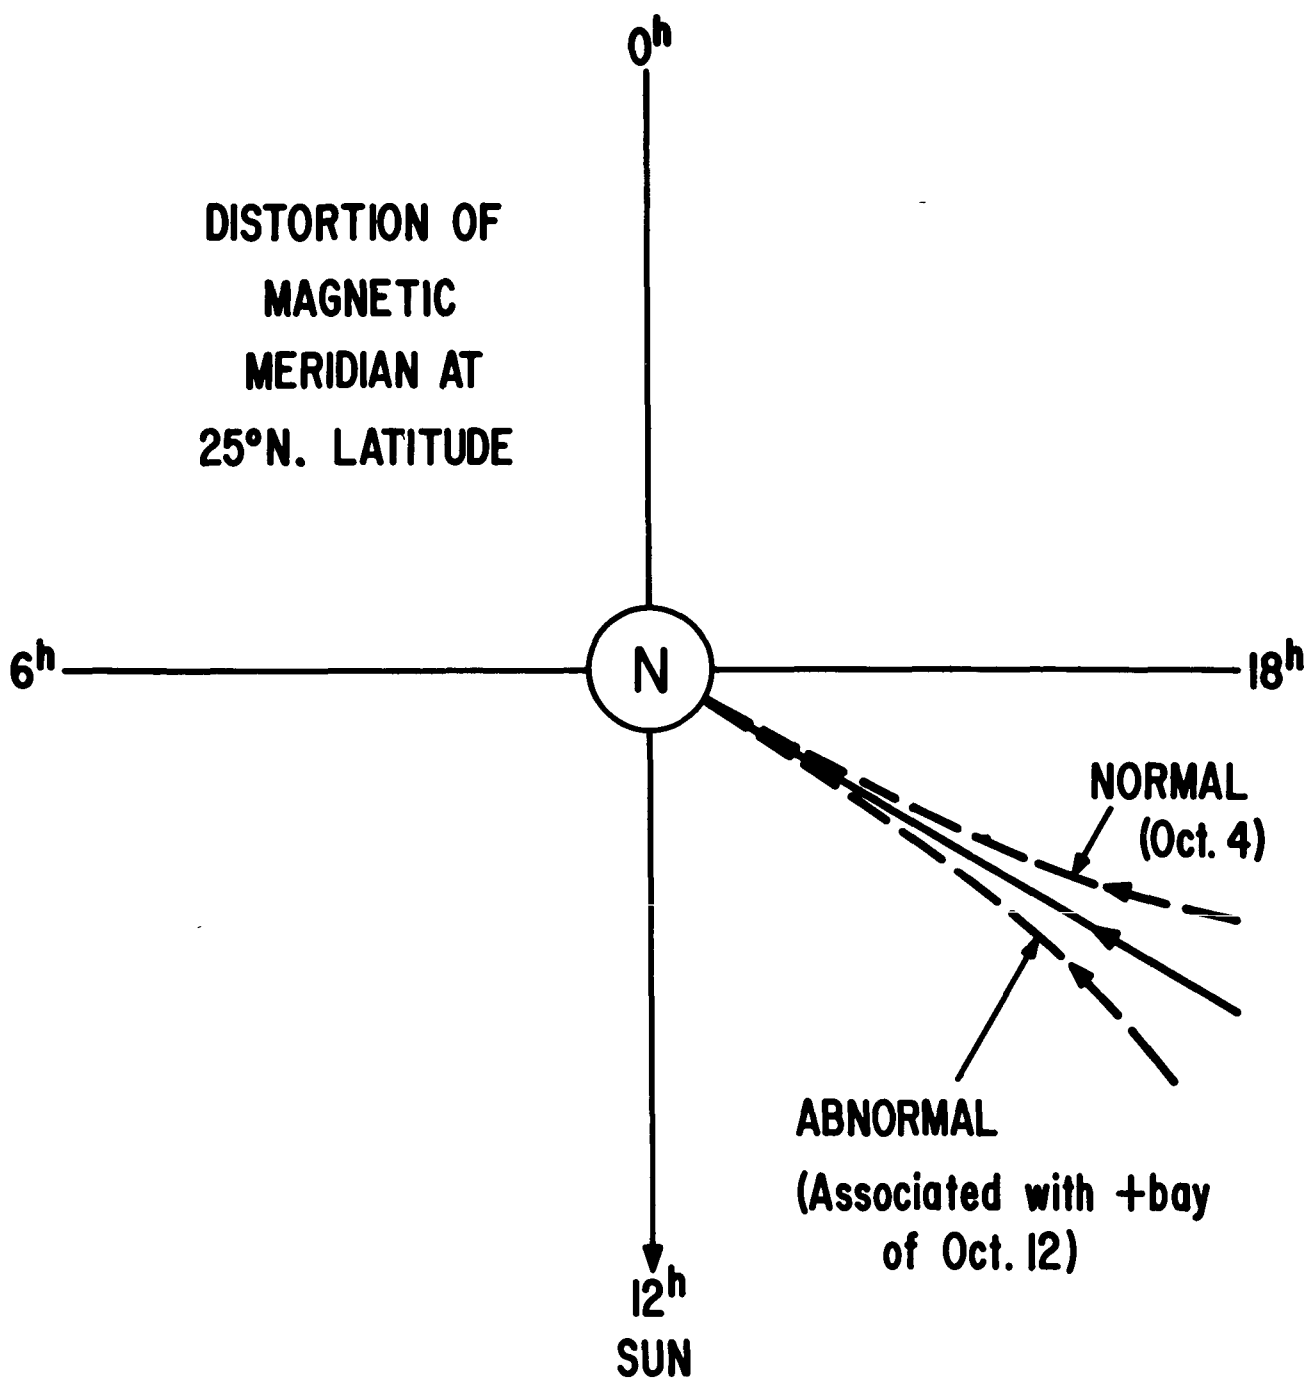 0ʰ
DISTORTION OF
MAGNETIC
MERIDIAN AT
25°N. LATITUDE
6ʰ
N
18ʰ
NORMAL
(Oct. 4)
ABNORMAL
(Associated with +bay
of Oct. 12)
12ʰ
SUN